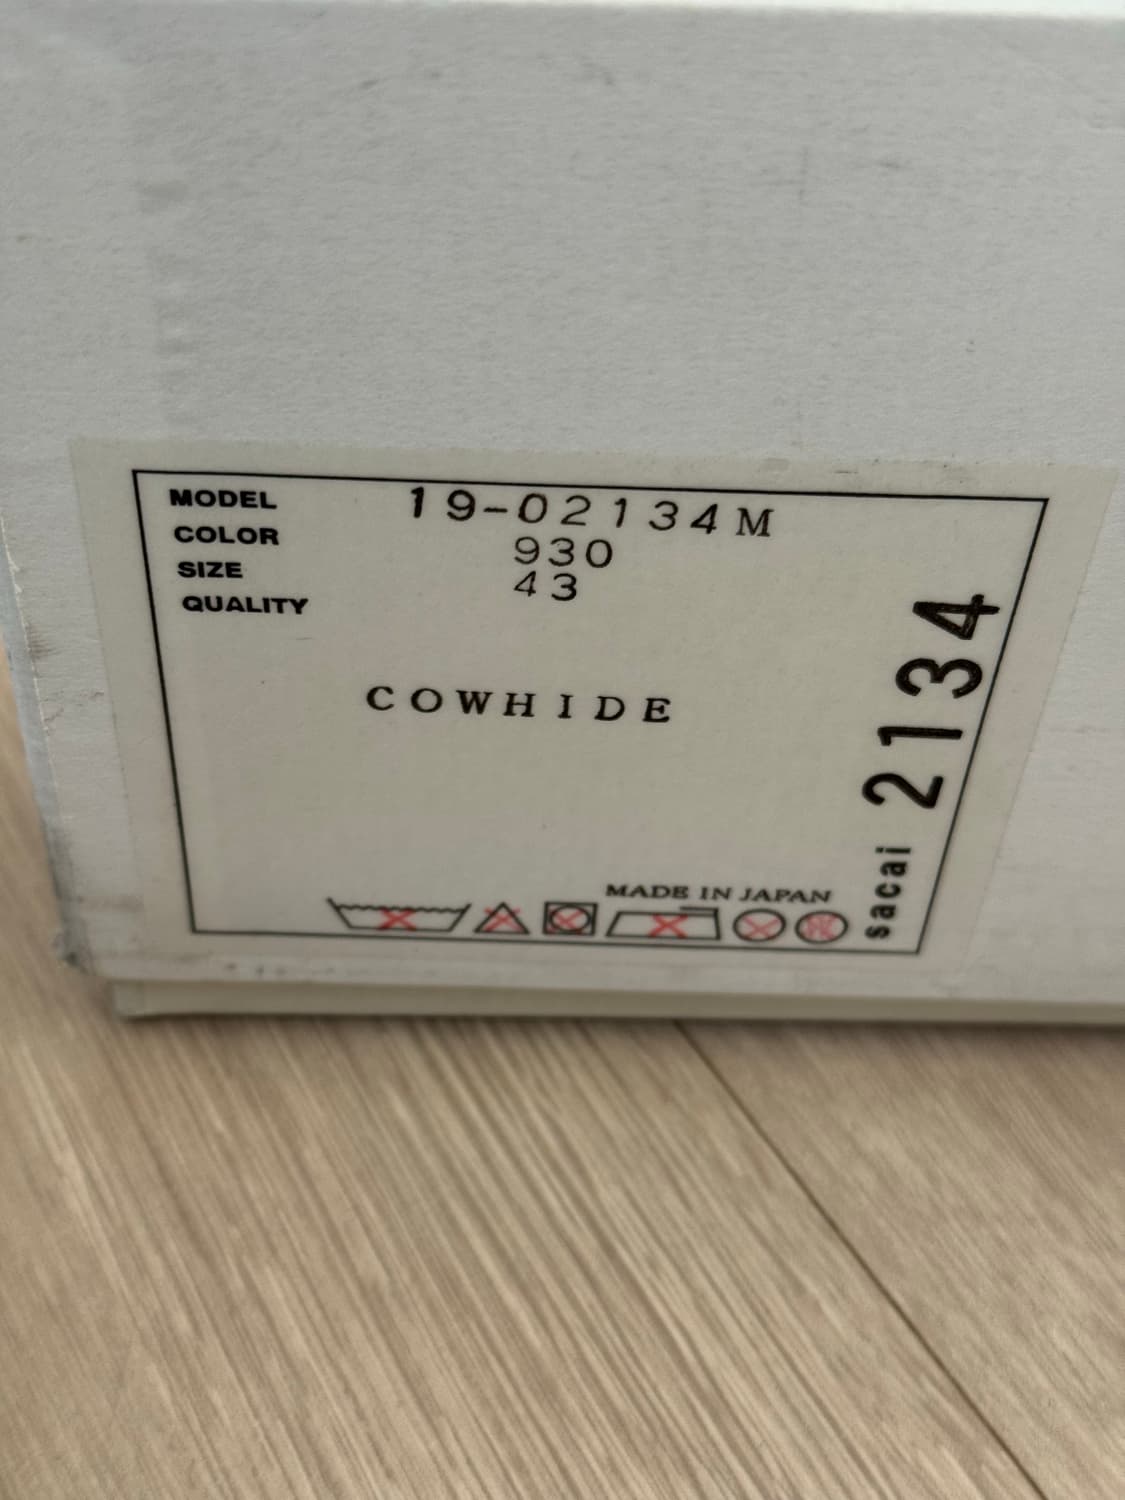 MODEL 19-02134M
COLOR 930
SIZE 43
QUALITY
COWHIDE
MADE IN JAPAN
sacai 2134